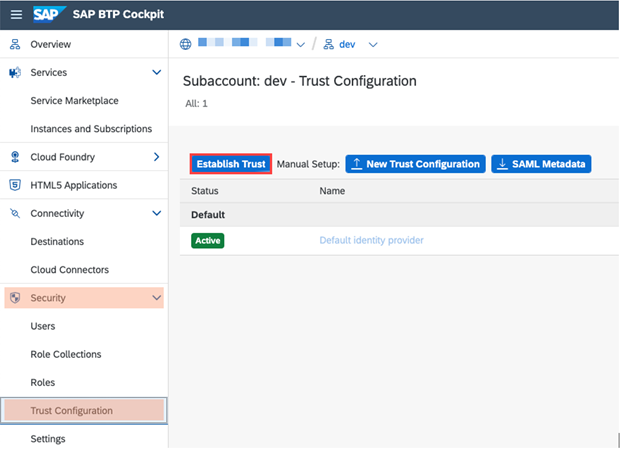 SAP SAP BTP Cockpit
Overview
Services
Service Marketplace
Instances and Subscriptions
Cloud Foundry
HTML5 Applications
Connectivity
Destinations
Cloud Connectors
Security
Users
Role Collections
Roles
Trust Configuration
Settings
/ dev
Subaccount: dev - Trust Configuration
All: 1
Establish Trust Manual Setup: New Trust Configuration SAML Metadata
Status Name
Default
Active Default identity provider